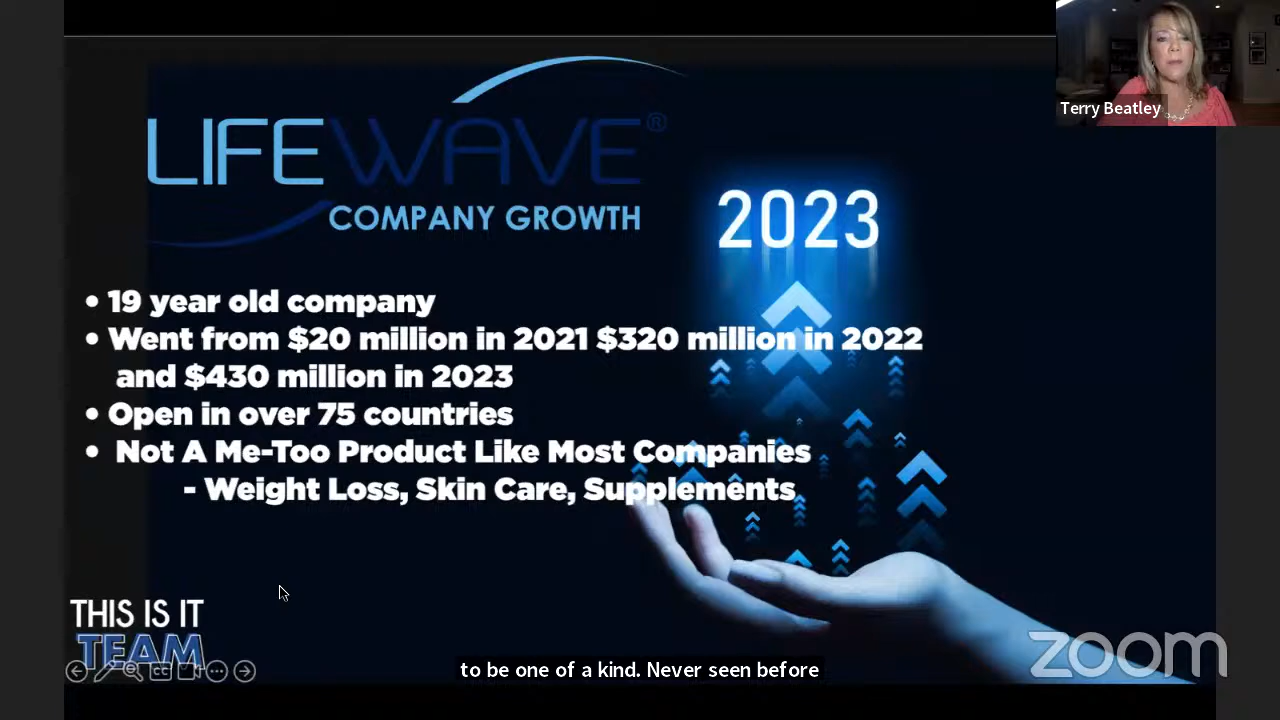 Terry Beatley
LIFEWAVE®
COMPANY GROWTH
2023
• 19 year old company
• Went from $20 million in 2021 $320 million in 2022
and $430 million in 2023
• Open in over 75 countries
• Not A Me-Too Product Like Most Companies
- Weight Loss, Skin Care, Supplements
THIS IS IT
TEAM
CC
to be one of a kind. Never seen before
zoom